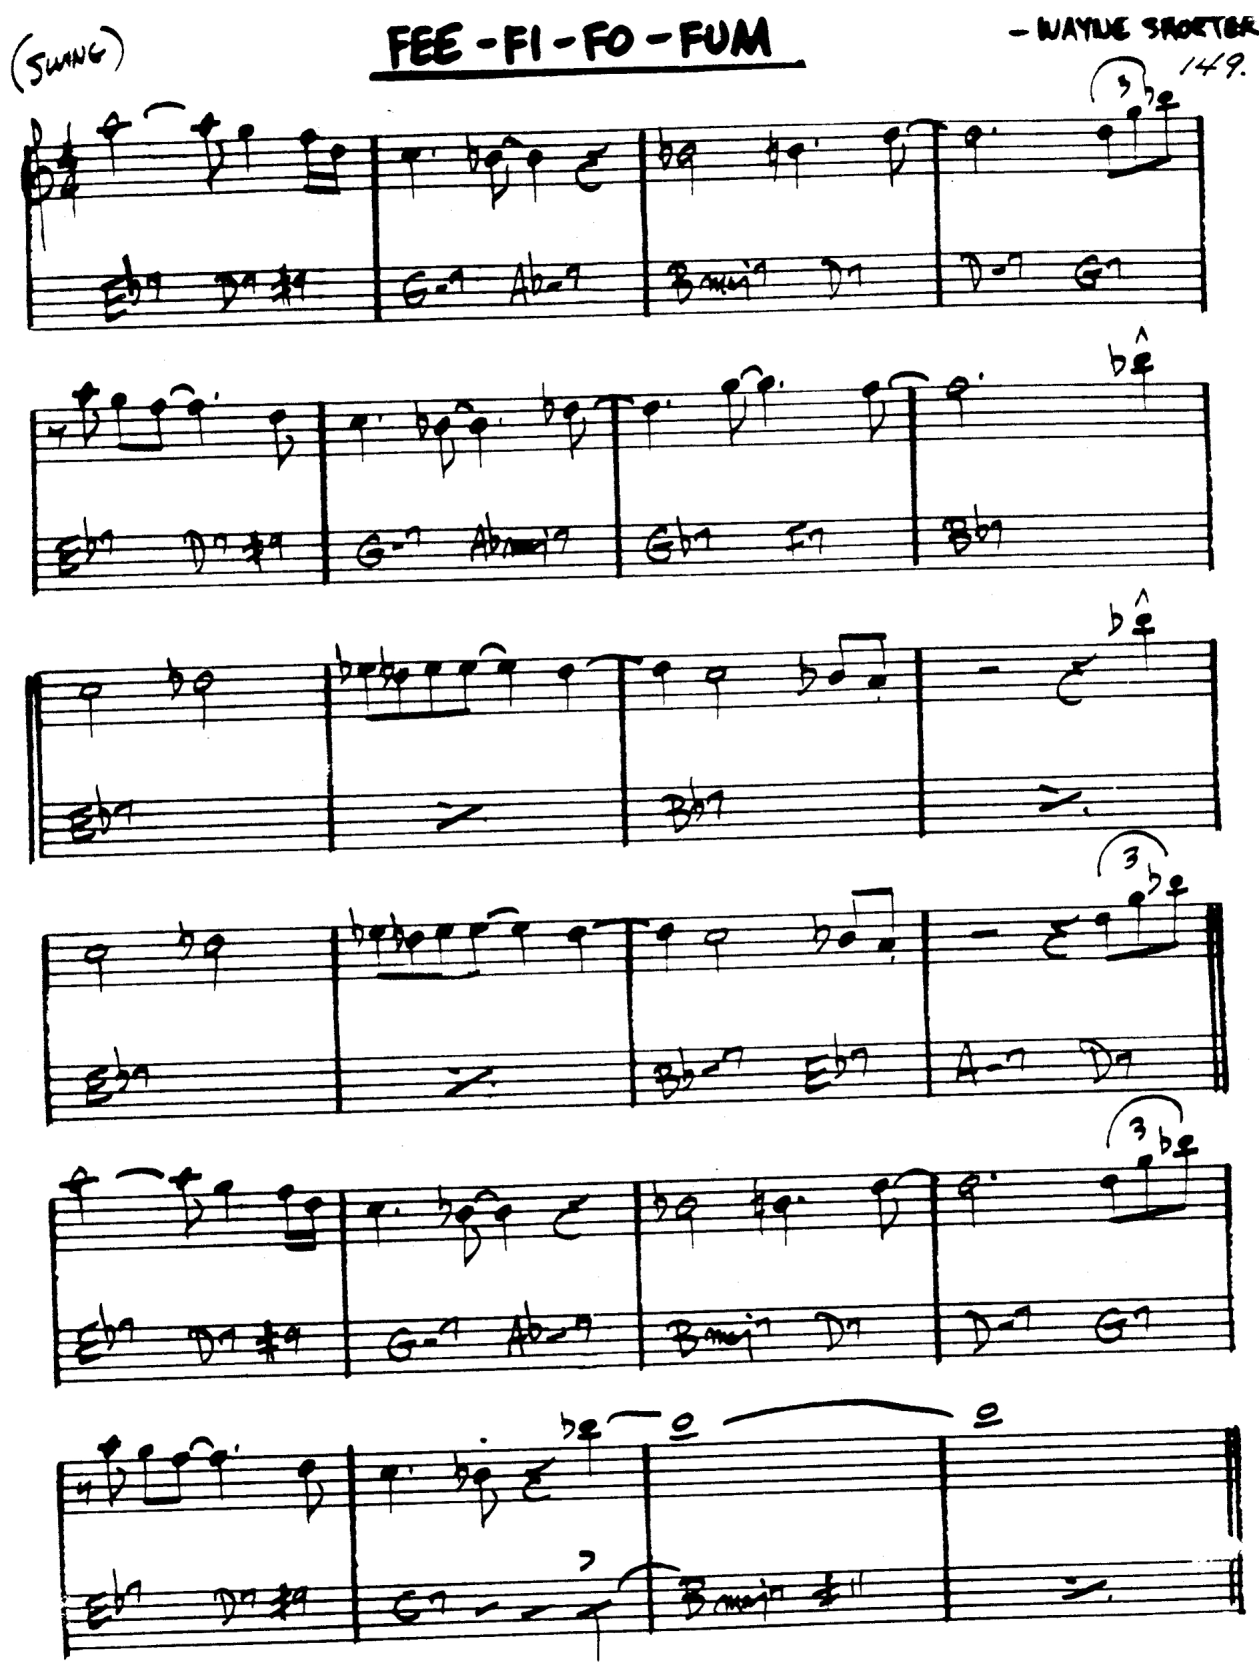 (SWING) FEE-FI-FO-FUM - WAYNE SHORTER
149.
3
Eb7 D7 #9 G-7 Ab-7 Bmaj7 D7 D-7 G7
Eb7 D7 #9 G-7 Gb7 F7 Bb7
Eb7 Bb7
3
Eb7 Bb-7 Eb7 A-7 D7
3
Eb7 D7 #9 G-7 Ab-7 Bmaj7 D7 D-7 G7
Eb7 D7 #9 Bmaj7 #11